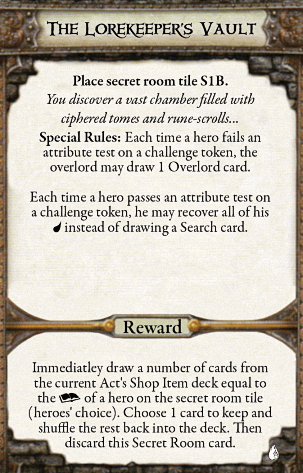 The Lorekeeper's Vault
Place secret room tile S1B.
You discover a vast chamber filled with
ciphered tomes and rune-scrolls...
Special Rules: Each time a hero fails an
attribute test on a challenge token, the
overlord may draw 1 Overlord card.
Each time a hero passes an attribute test on
a challenge token, he may recover all of his
instead of drawing a Search card.
Reward
Immediatley draw a number of cards from
the current Act's Shop Item deck equal to
the of a hero on the secret room tile
(heroes' choice). Choose 1 card to keep and
shuffle the rest back into the deck. Then
discard this Secret Room card.